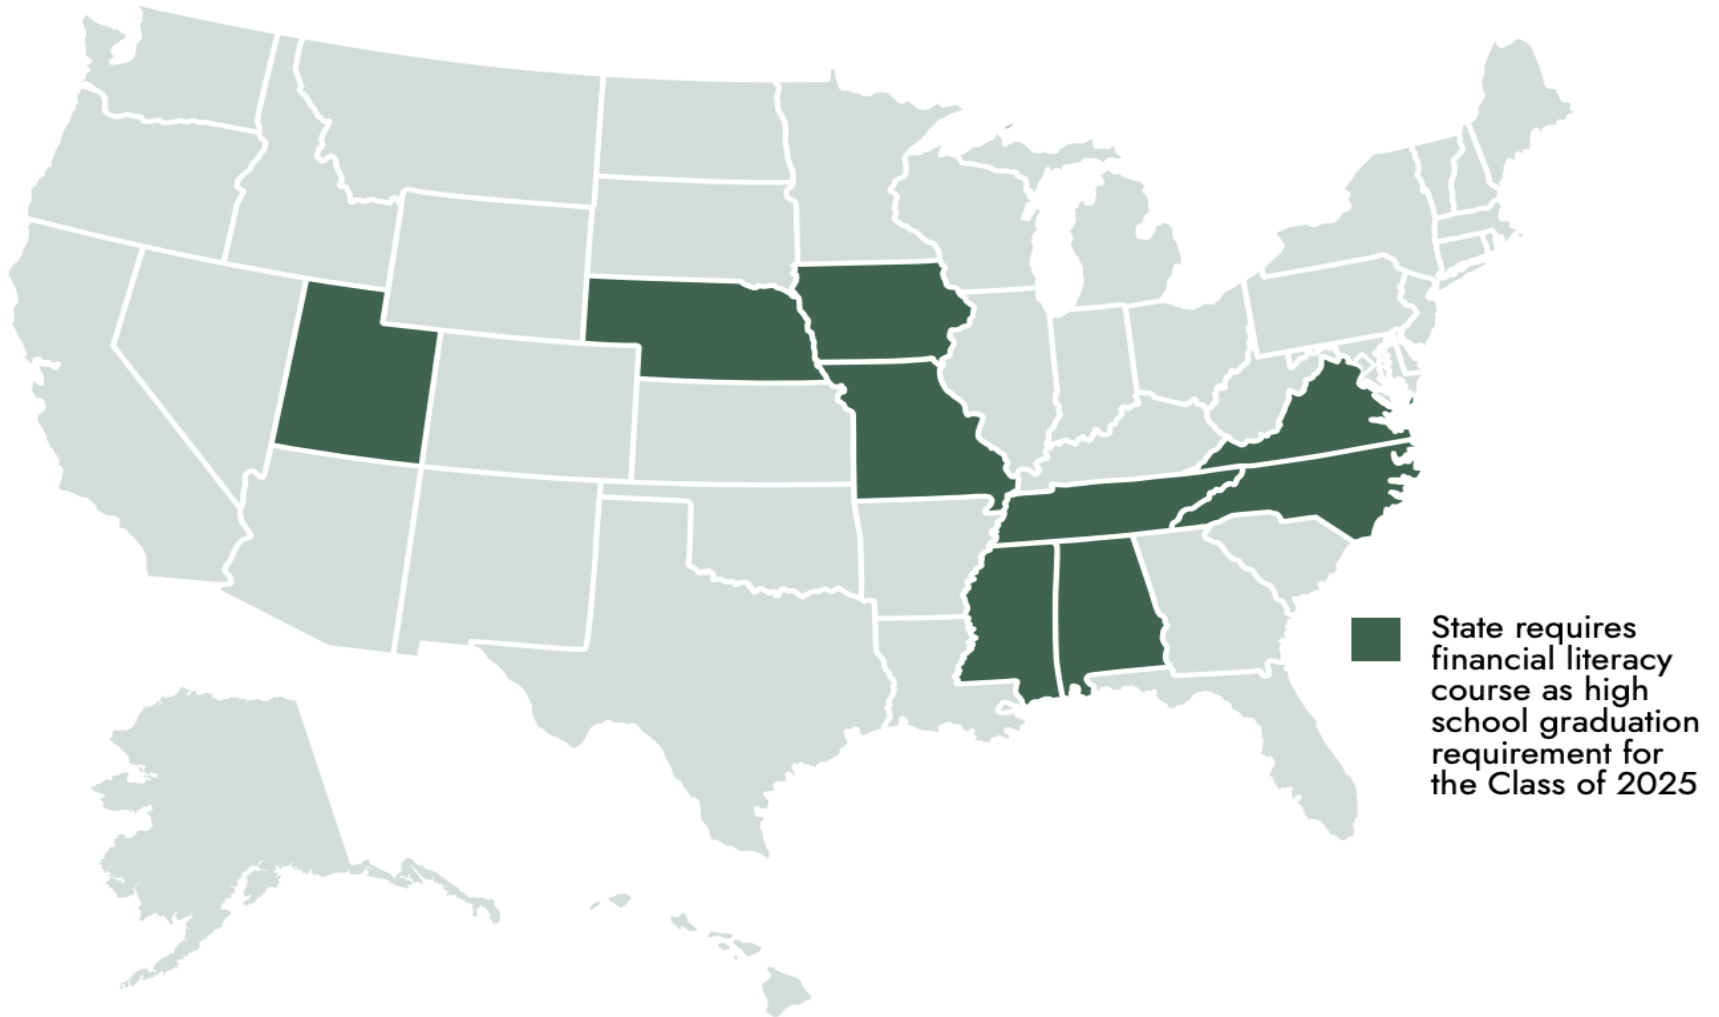 State requires
financial literacy
course as high
school graduation
requirement for
the Class of 2025